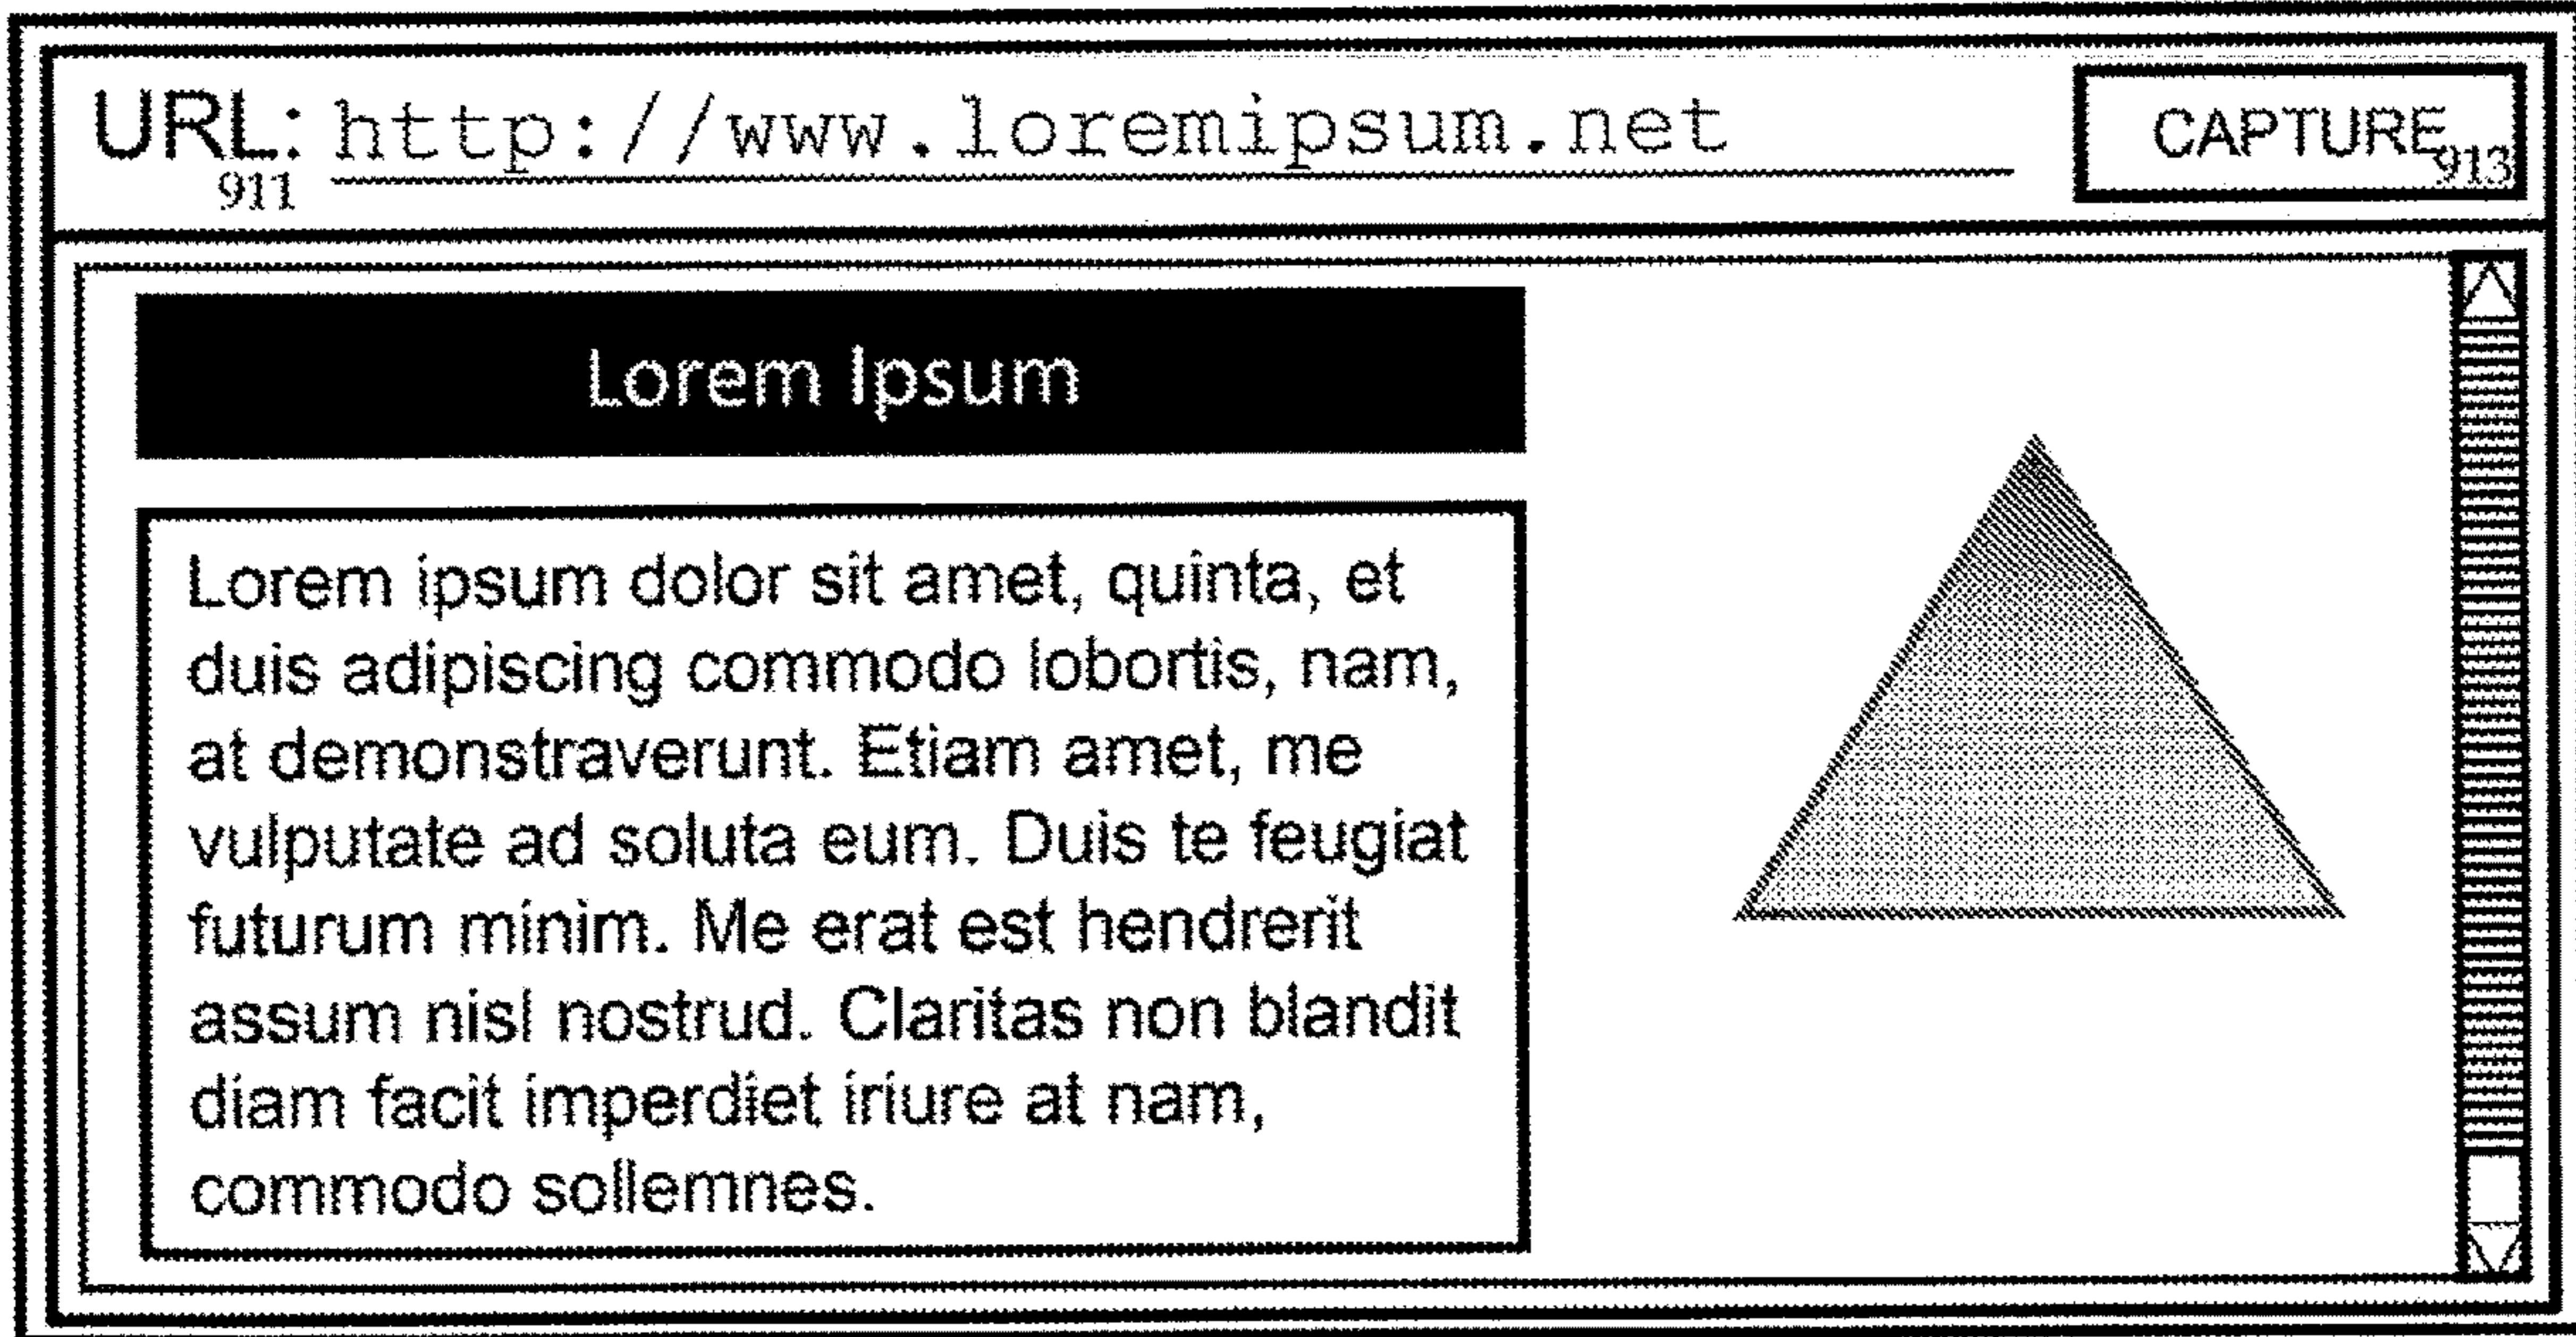 URL: http://www.loremipsum.net
911
CAPTURE
913
Lorem Ipsum
Lorem ipsum dolor sit amet, quinta, et
duis adipiscing commodo lobortis, nam,
at demonstraverunt. Etiam amet, me
vulputate ad soluta eum. Duis te feugiat
futurum minim. Me erat est hendrerit
assum nisl nostrud. Claritas non blandit
diam facit imperdiet iriure at nam,
commodo sollemnes.